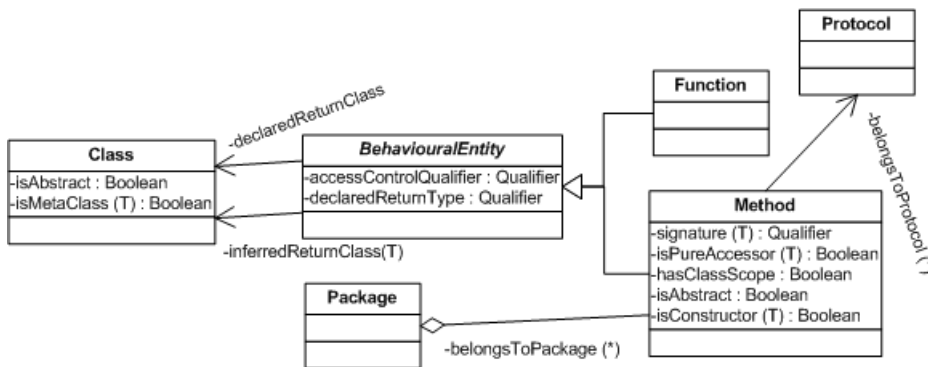 Protocol
Function
-declaredReturnClass
-belongsToProtocol (*)
Class
-isAbstract : Boolean
-isMetaClass (T) : Boolean
BehaviouralEntity
-accessControlQualifier : Qualifier
-declaredReturnType : Qualifier
-inferredReturnClass(T)
Method
-signature (T) : Qualifier
-isPureAccessor (T) : Boolean
-hasClassScope : Boolean
-isAbstract : Boolean
-isConstructor (T) : Boolean
Package
-belongsToPackage (*)